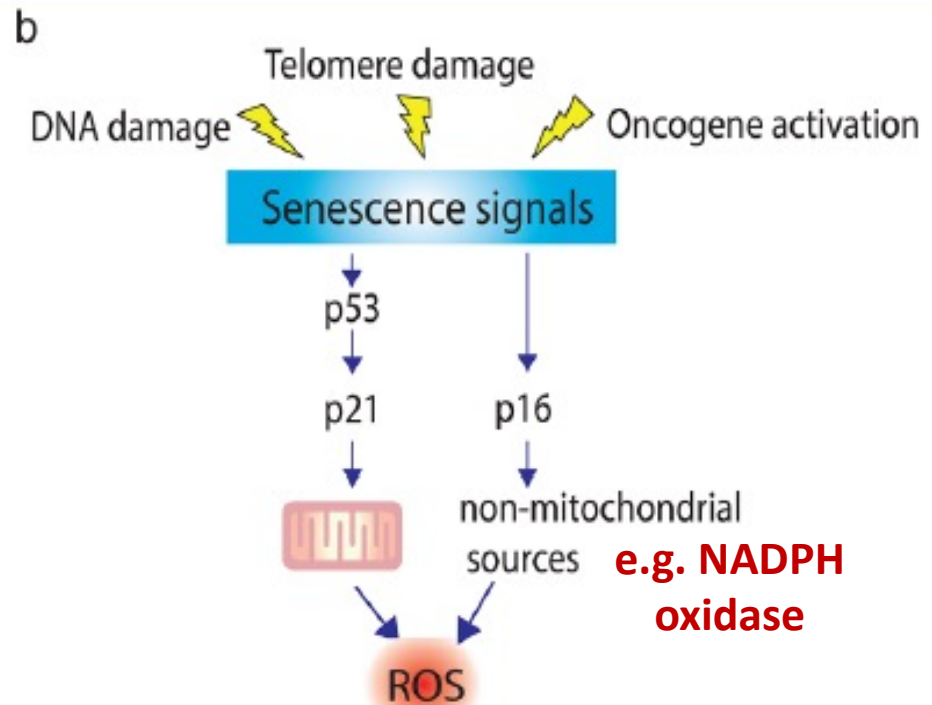 b
Telomere damage
DNA damage
Oncogene activation
Senescence signals
p53
p21
p16
non-mitochondrial
sources
e.g. NADPH
oxidase
ROS